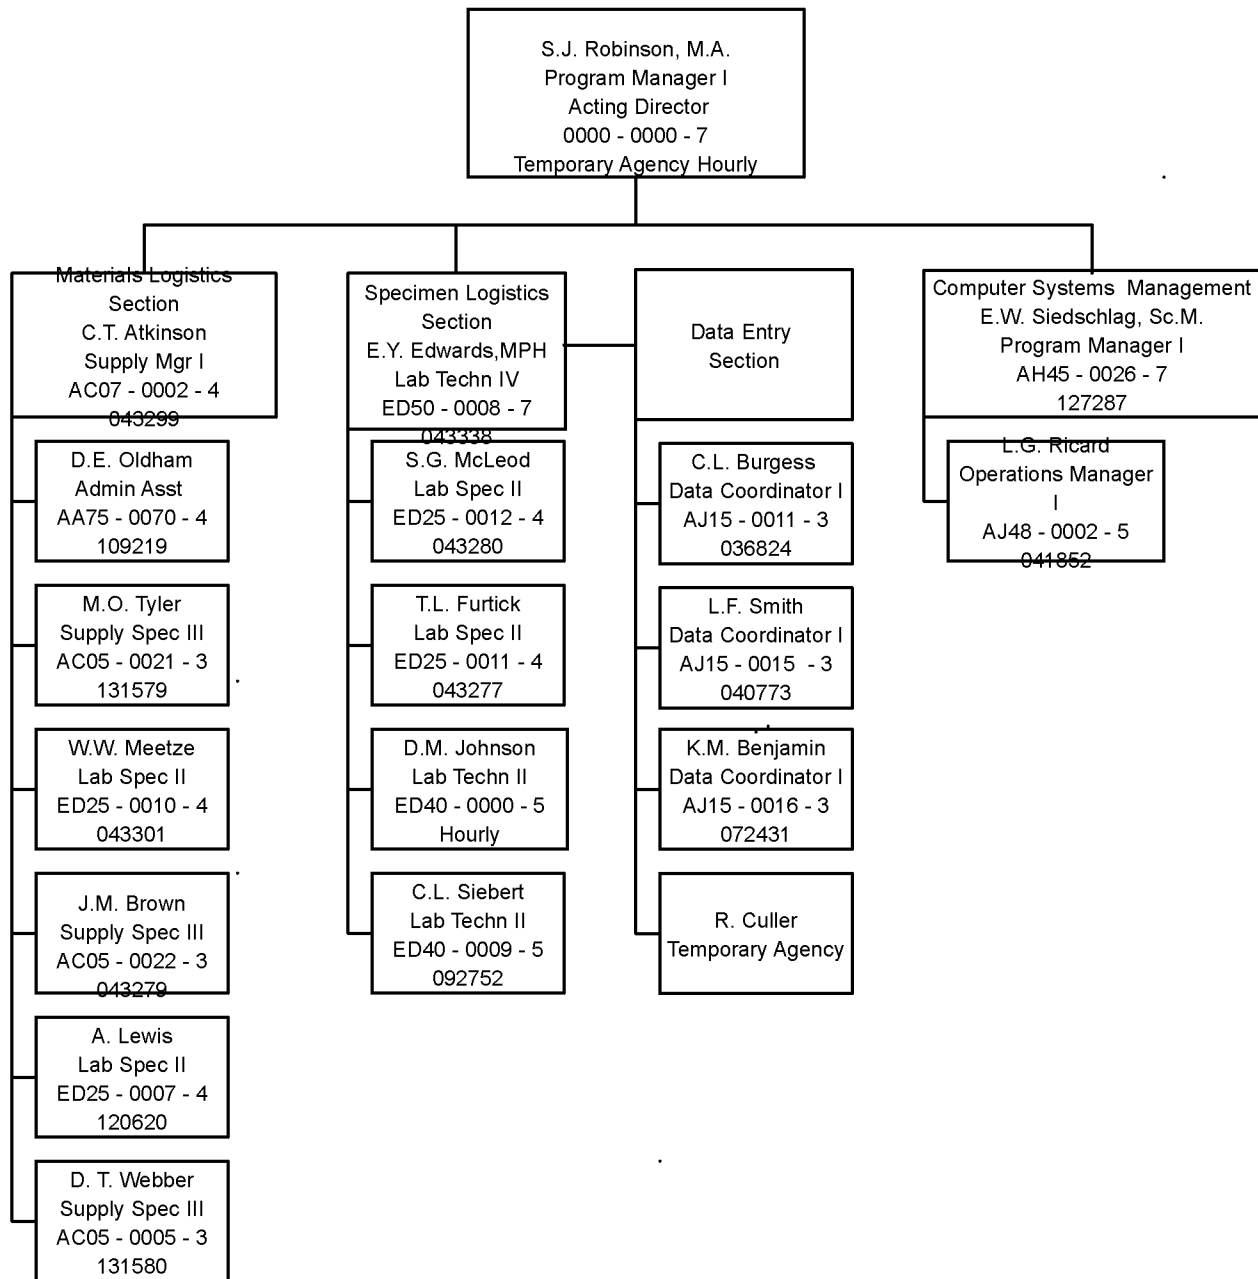 S.J. Robinson, M.A.
Program Manager I
Acting Director
0000 - 0000 - 7
Temporary Agency Hourly
Materials Logistics
Section
C.T. Atkinson
Supply Mgr I
AC07 - 0002 - 4
043299
D.E. Oldham
Admin Asst
AA75 - 0070 - 4
109219
M.O. Tyler
Supply Spec III
AC05 - 0021 - 3
131579
W.W. Meetze
Lab Spec II
ED25 - 0010 - 4
043301
J.M. Brown
Supply Spec III
AC05 - 0022 - 3
043279
A. Lewis
Lab Spec II
ED25 - 0007 - 4
120620
D. T. Webber
Supply Spec III
AC05 - 0005 - 3
131580
Specimen Logistics
Section
E.Y. Edwards,MPH
Lab Techn IV
ED50 - 0008 - 7
043338
S.G. McLeod
Lab Spec II
ED25 - 0012 - 4
043280
T.L. Furtick
Lab Spec II
ED25 - 0011 - 4
043277
D.M. Johnson
Lab Techn II
ED40 - 0000 - 5
Hourly
C.L. Siebert
Lab Techn II
ED40 - 0009 - 5
092752
Data Entry
Section
C.L. Burgess
Data Coordinator I
AJ15 - 0011 - 3
036824
L.F. Smith
Data Coordinator I
AJ15 - 0015 - 3
040773
K.M. Benjamin
Data Coordinator I
AJ15 - 0016 - 3
072431
R. Culler
Temporary Agency
Computer Systems Management
E.W. Siedschlag, Sc.M.
Program Manager I
AH45 - 0026 - 7
127287
L.G. Ricard
Operations Manager
I
AJ48 - 0002 - 5
041852